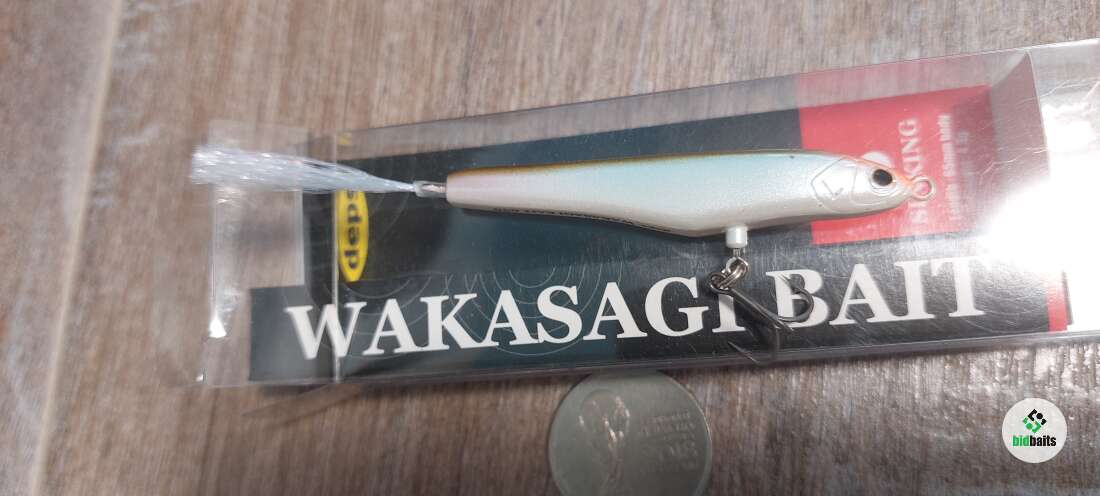 deps
SINKING
WAKASAGI BAIT
bidbaits